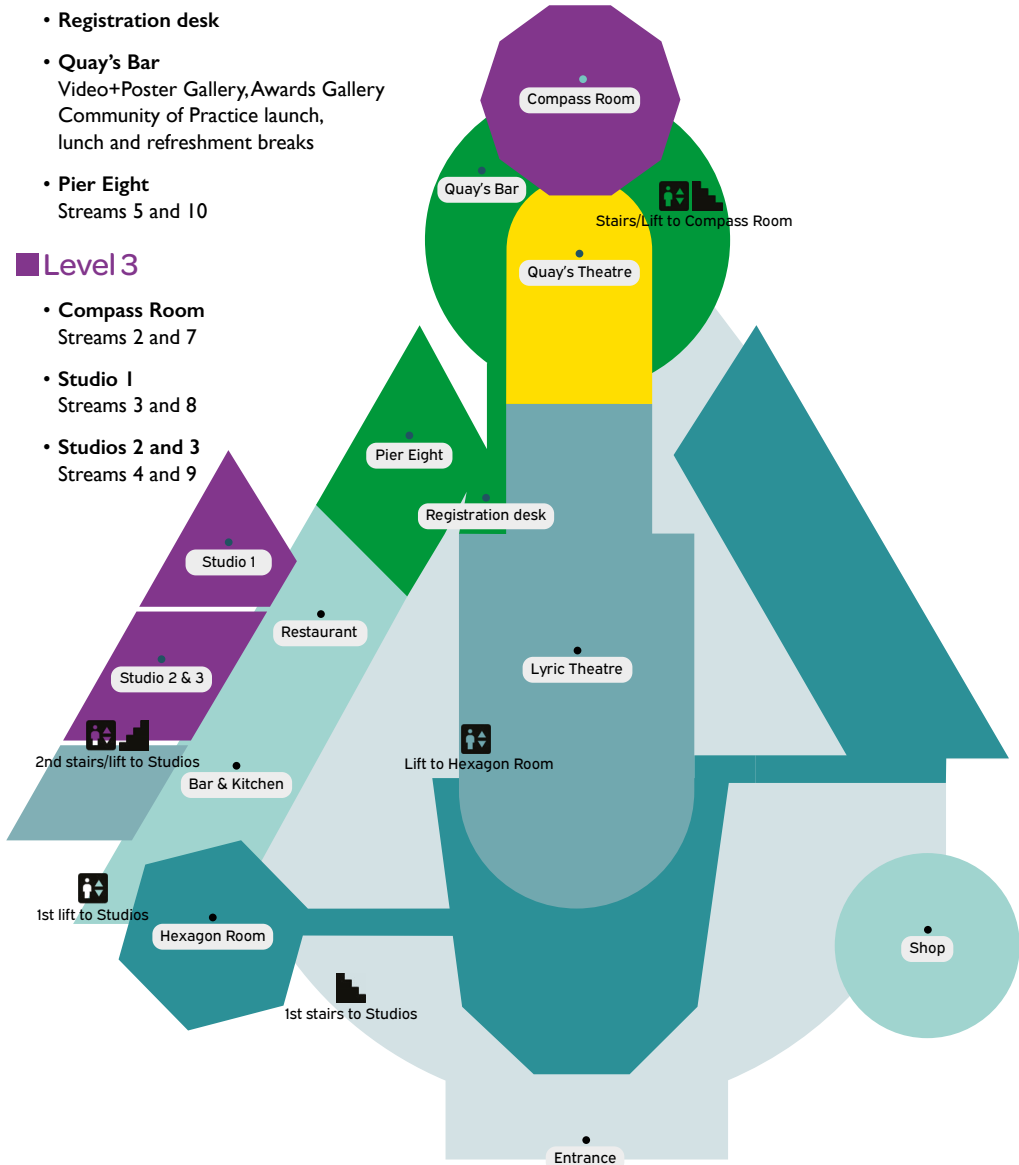 • Registration desk
• Quay's Bar
Video+Poster Gallery, Awards Gallery
Community of Practice launch,
lunch and refreshment breaks
• Pier Eight
Streams 5 and 10
Level 3
• Compass Room
Streams 2 and 7
• Studio 1
Streams 3 and 8
• Studios 2 and 3
Streams 4 and 9
Compass Room
Quay's Bar
Stairs/Lift to Compass Room
Quay's Theatre
Pier Eight
Registration desk
Studio 1
Restaurant
Lyric Theatre
Studio 2 & 3
2nd stairs/lift to Studios
Lift to Hexagon Room
Bar & Kitchen
1st lift to Studios
Hexagon Room
Shop
1st stairs to Studios
Entrance